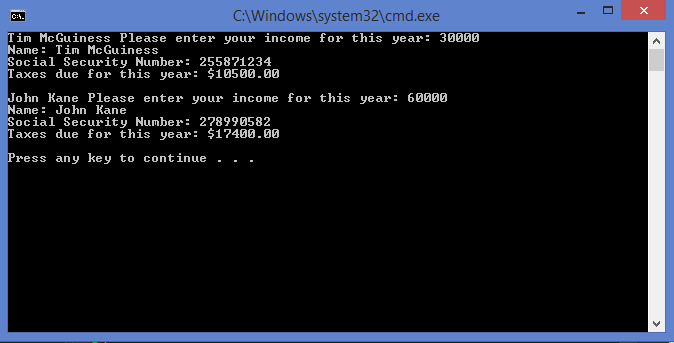 C:\Windows\system32\cmd.exe
Tim McGuiness Please enter your income for this year: 30000
Name: Tim McGuiness
Social Security Number: 255871234
Taxes due for this year: $10500.00
John Kane Please enter your income for this year: 60000
Name: John Kane
Social Security Number: 278990582
Taxes due for this year: $17400.00
Press any key to continue . . .